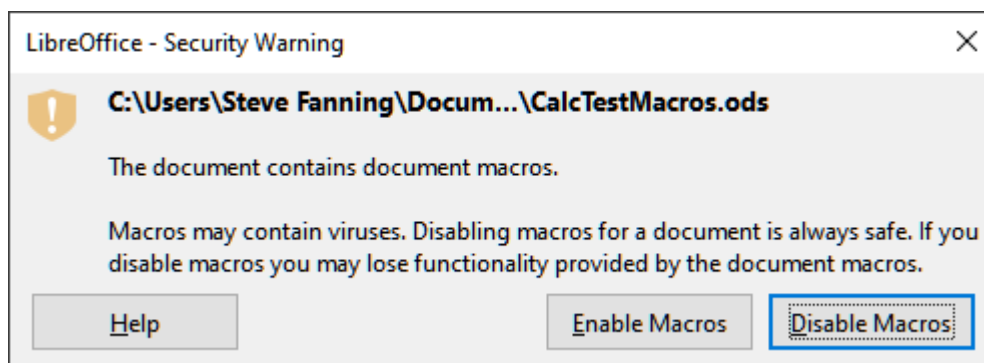 LibreOffice - Security Warning
C:\Users\Steve Fanning\Docum...\CalcTestMacros.ods
The document contains document macros.
Macros may contain viruses. Disabling macros for a document is always safe. If you
disable macros you may lose functionality provided by the document macros.
Help Enable Macros Disable Macros